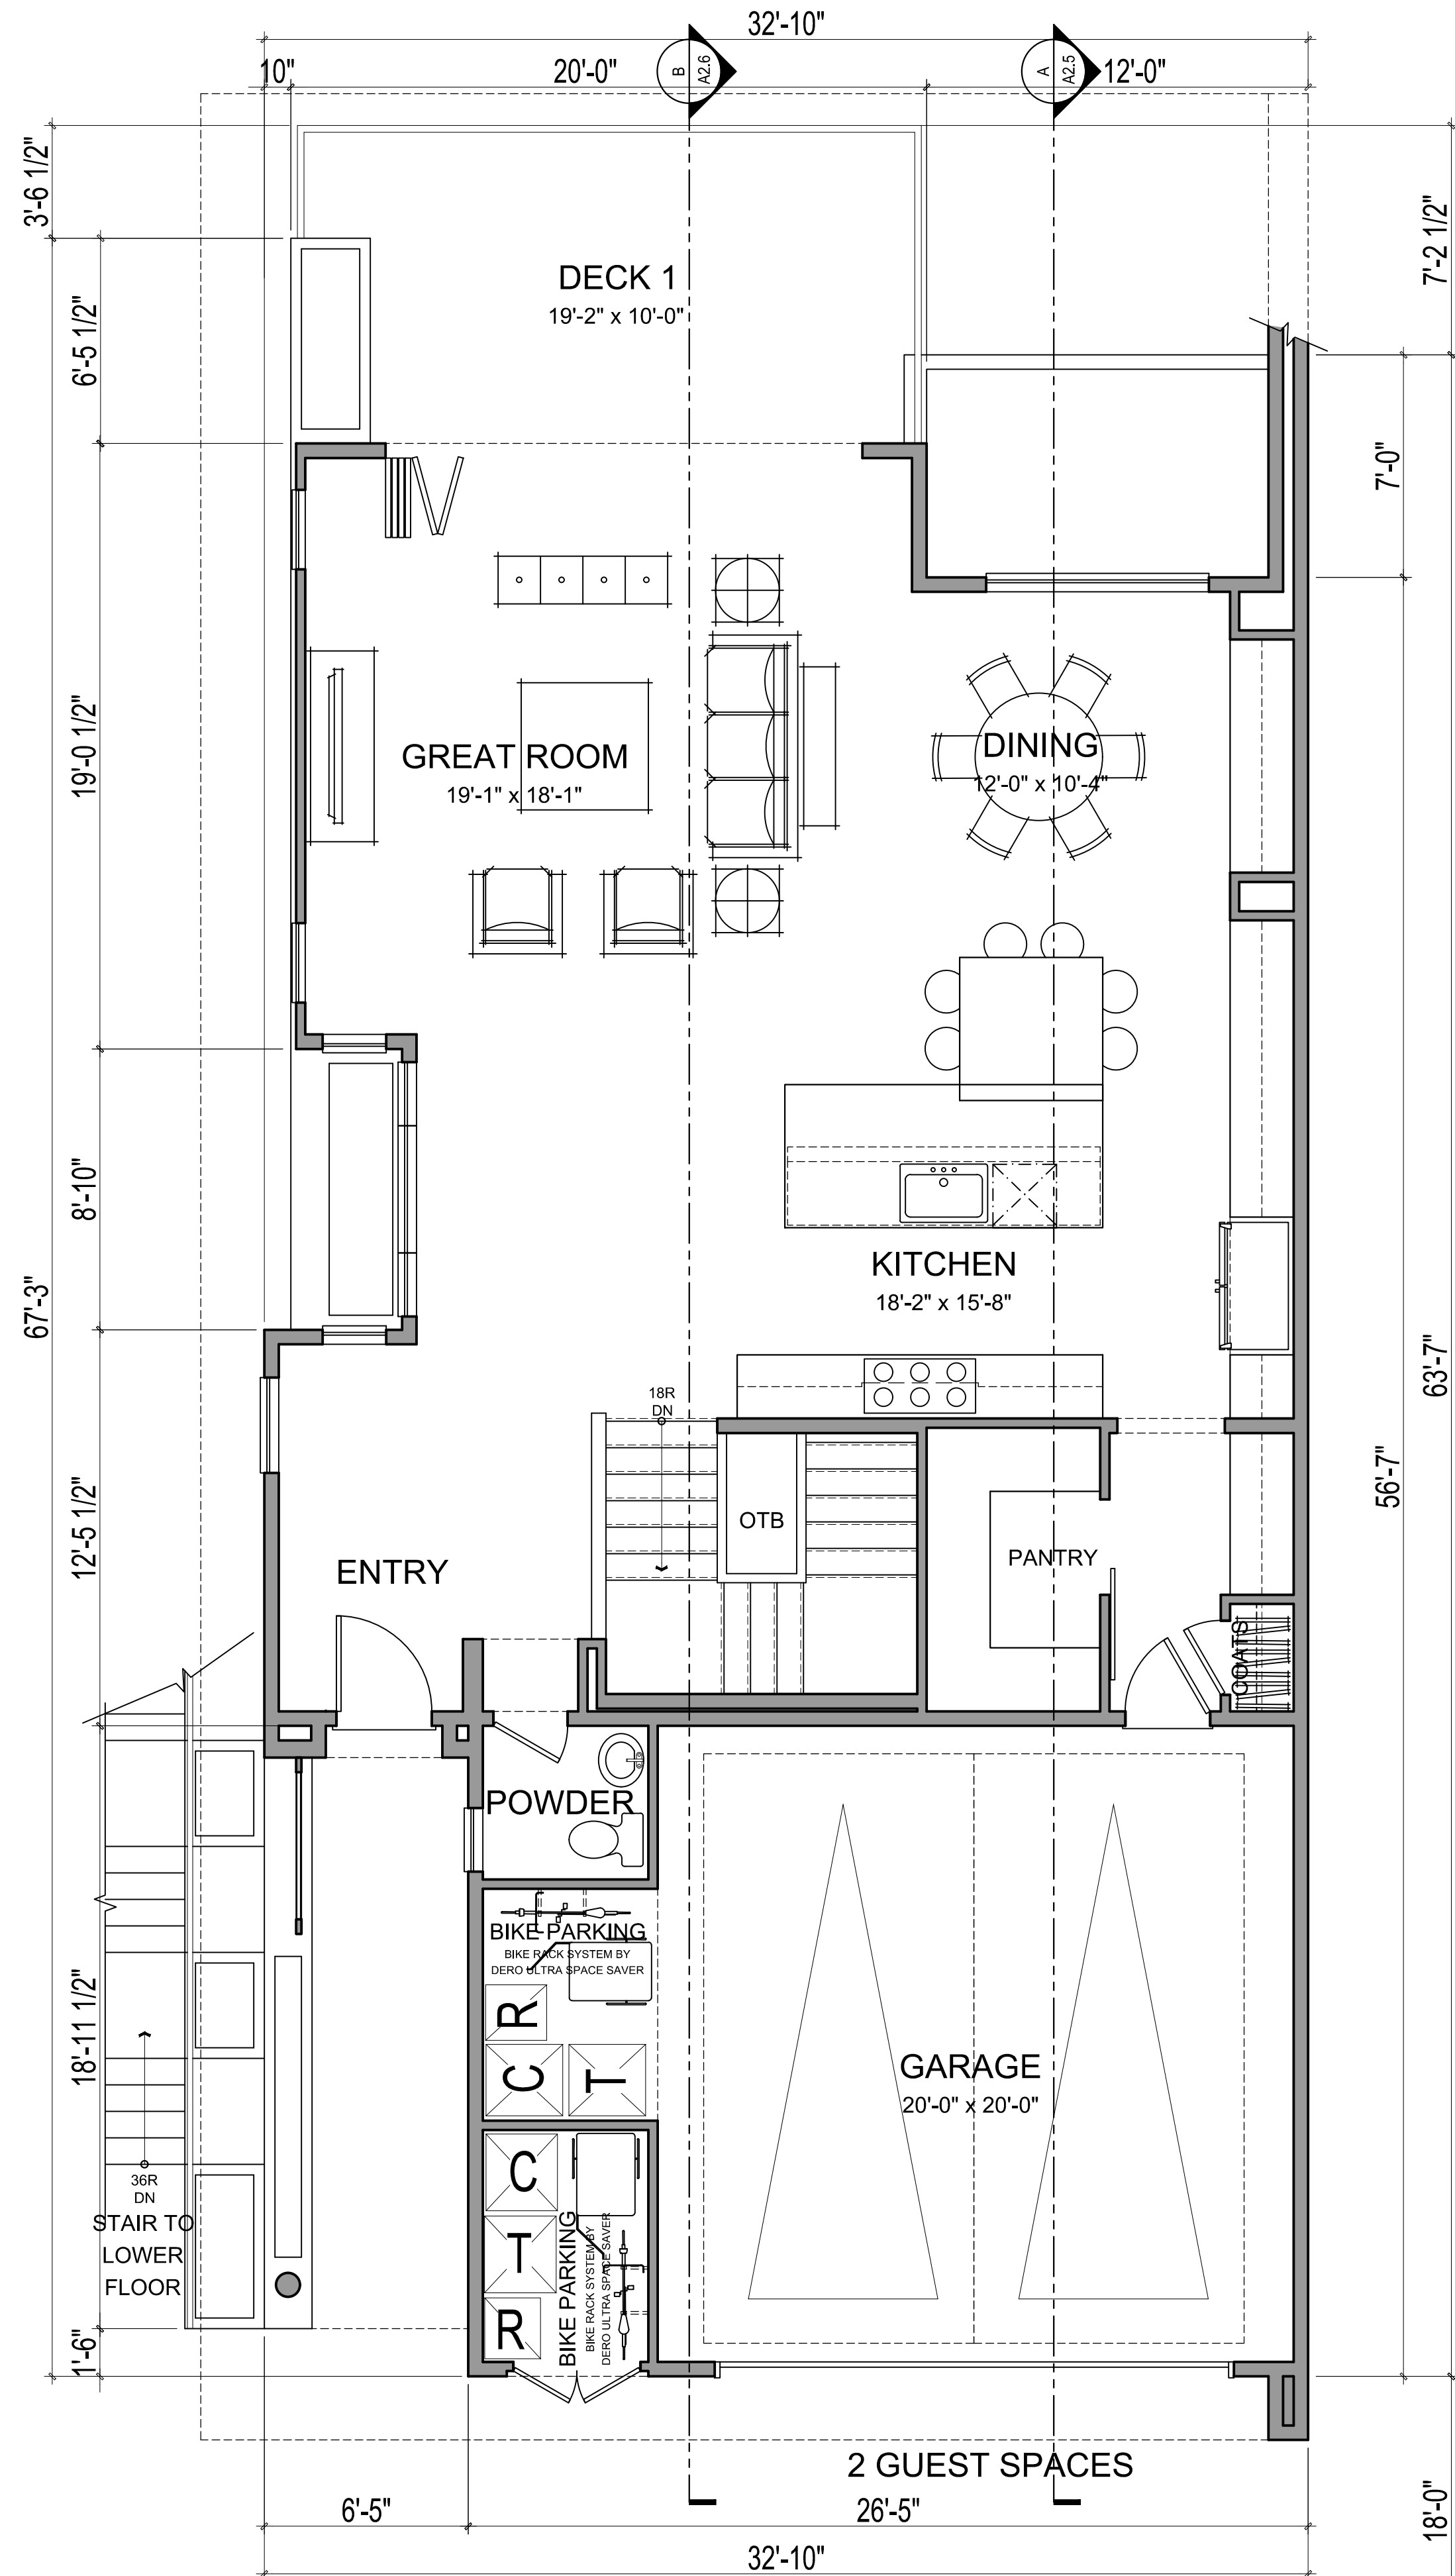 32'-10"
10"
20'-0"
B
A2.6
A
A2.5
12'-0"
3'-6 1/2"
7'-2 1/2"
DECK 1
19'-2" x 10'-0"
6'-5 1/2"
7'-0"
19'-0 1/2"
GREAT ROOM
19'-1" x 18'-1"
DINING
12'-0" x 10'-4"
8'-10"
67'-3"
KITCHEN
18'-2" x 15'-8"
63'-7"
56'-7"
18R
DN
12'-5 1/2"
OTB
PANTRY
ENTRY
COATS
POWDER
BIKE PARKING
BIKE RACK SYSTEM BY
DERO ULTRA SPACE SAVER
R
C
T
18'-11 1/2"
GARAGE
20'-0" x 20'-0"
36R
DN
STAIR TO
LOWER
FLOOR
C
T
R
BIKE PARKING
BIKE RACK SYSTEM BY
DERO ULTRA SPACE SAVER
1'-6"
2 GUEST SPACES
18'-0"
6'-5"
26'-5"
32'-10"